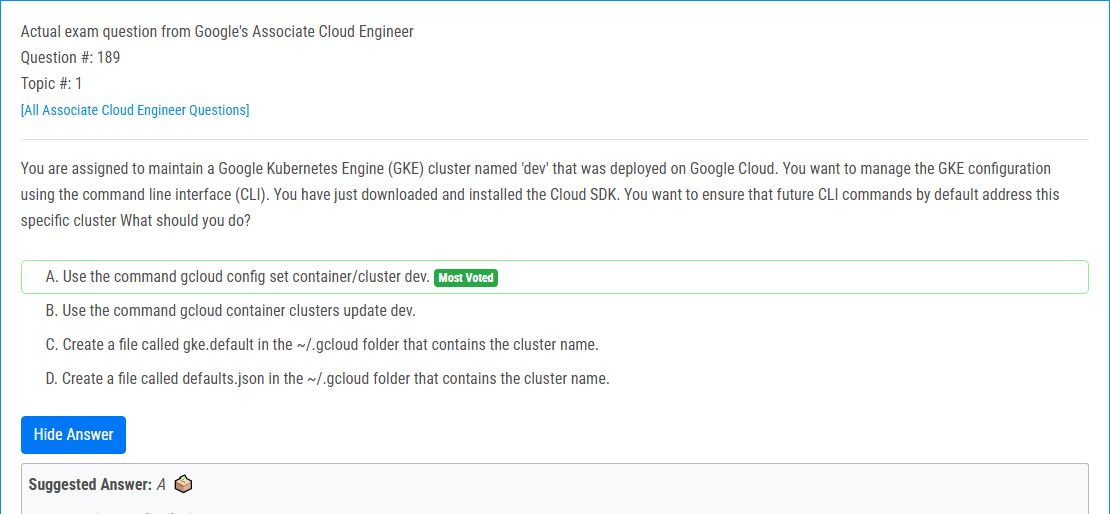 Actual exam question from Google's Associate Cloud Engineer
Question #: 189
Topic #: 1
[All Associate Cloud Engineer Questions]
You are assigned to maintain a Google Kubernetes Engine (GKE) cluster named 'dev' that was deployed on Google Cloud. You want to manage the GKE configuration
using the command line interface (CLI). You have just downloaded and installed the Cloud SDK. You want to ensure that future CLI commands by default address this
specific cluster What should you do?
A. Use the command gcloud config set container/cluster dev. Most Voted
B. Use the command gcloud container clusters update dev.
C. Create a file called gke.default in the ~/.gcloud folder that contains the cluster name.
D. Create a file called defaults.json in the ~/.gcloud folder that contains the cluster name.
Hide Answer
Suggested Answer: A